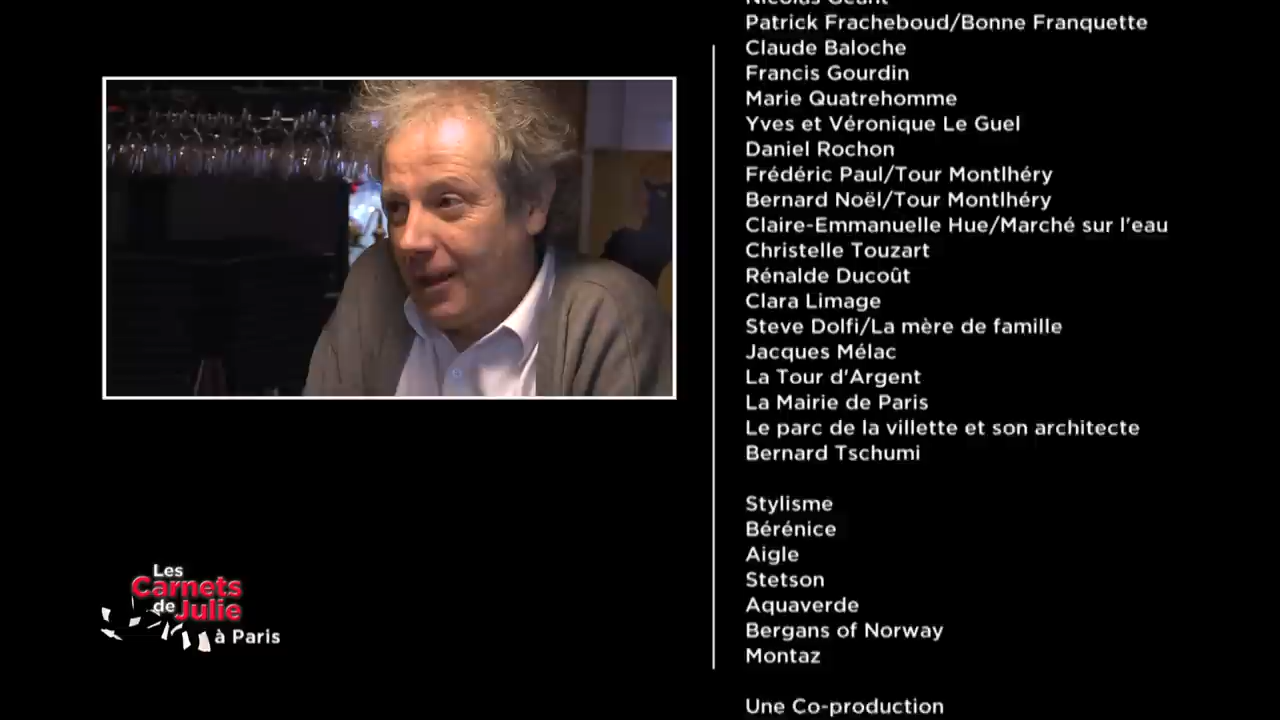 Nicolas Géant
Patrick Fracheboud/Bonne Franquette
Claude Baloche
Francis Gourdin
Marie Quatrehomme
Yves et Véronique Le Guel
Daniel Rochon
Frédéric Paul/Tour Montlhéry
Bernard Noël/Tour Montlhéry
Claire-Emmanuelle Hue/Marché sur l'eau
Christelle Touzart
Rénalde Ducoût
Clara Limage
Steve Dolfi/La mère de famille
Jacques Mélac
La Tour d'Argent
La Mairie de Paris
Le parc de la villette et son architecte
Bernard Tschumi
Stylisme
Bérénice
Aigle
Stetson
Aquaverde
Bergans of Norway
Montaz
Une Co-production
Les
Carnets
de Julie
à Paris